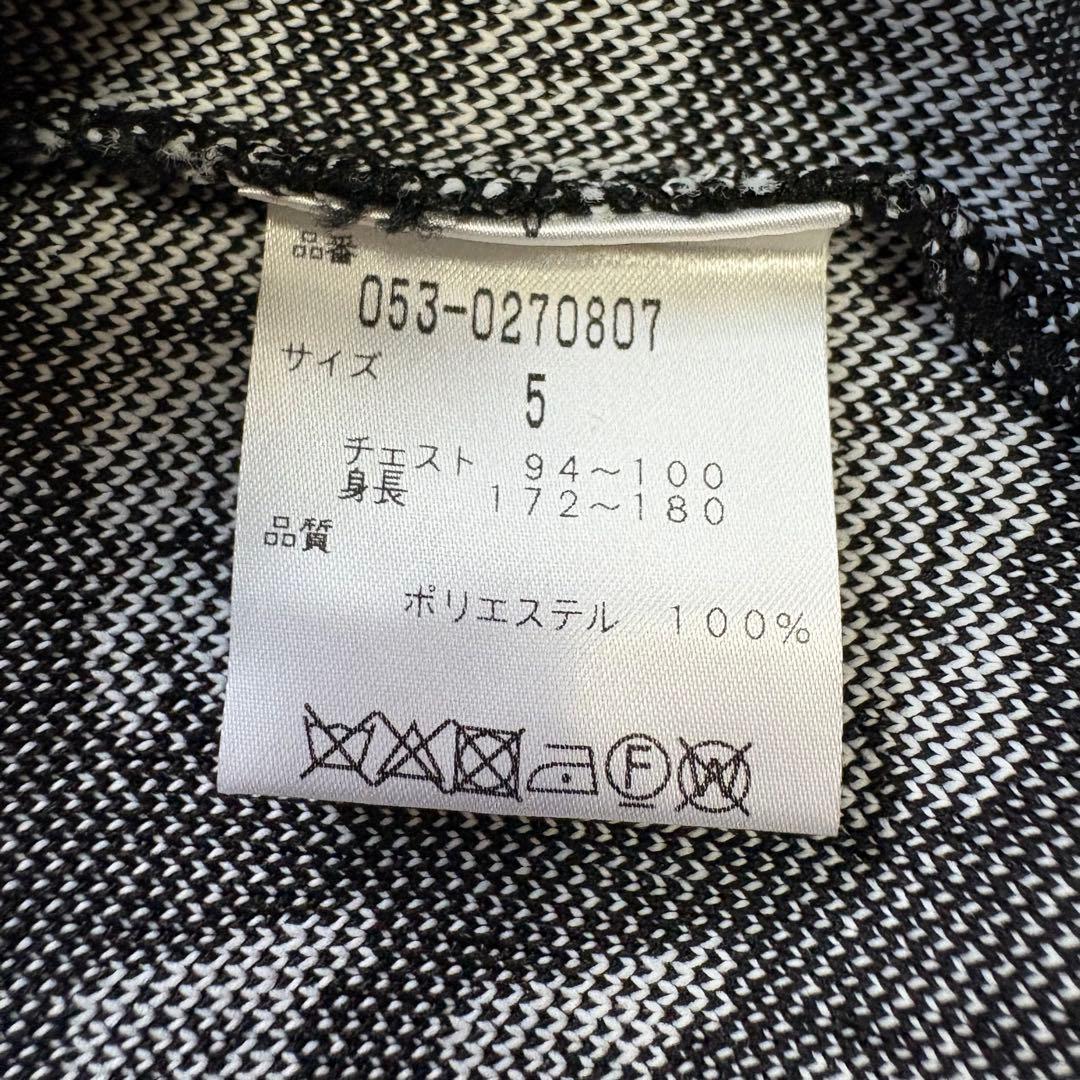 品番
053-0270807
サイズ
5
チェスト 94～100
身長 172～180
品質
ポリエステル 100%
F W